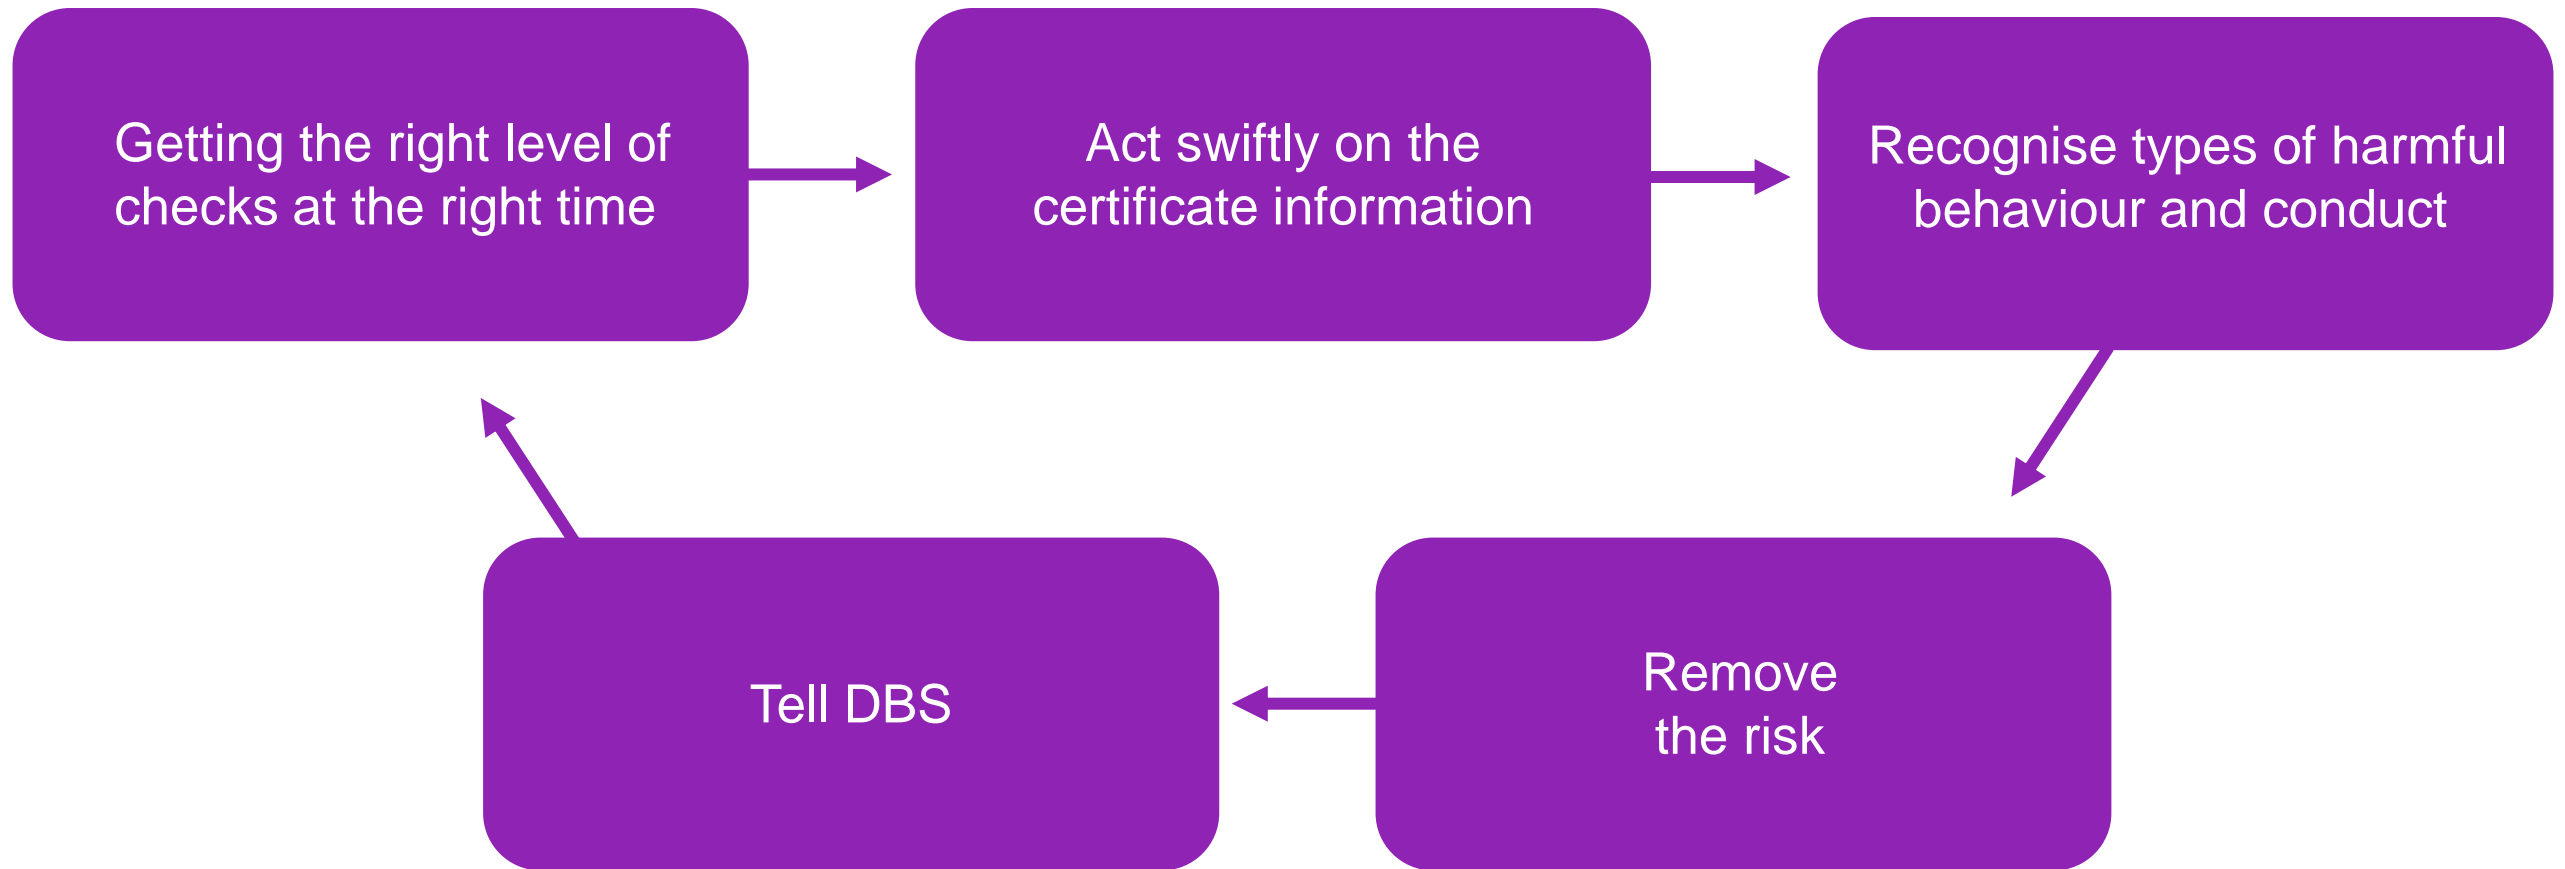 Getting the right level of
checks at the right time
Act swiftly on the
certificate information
Recognise types of harmful
behaviour and conduct
Remove
the risk
Tell DBS